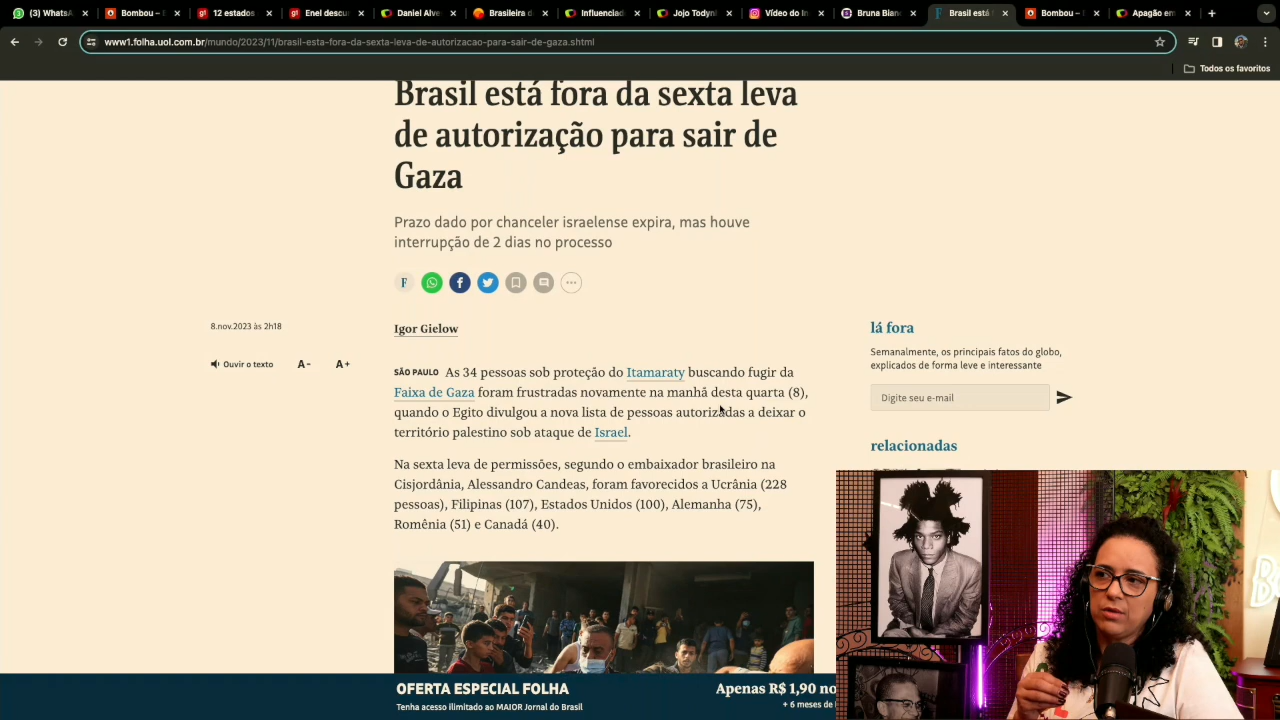 WhatsA
Bombou –
12 estados
Enel descu
Daniel Alve
Brasileira d
Influenciad
Jojo Todyn
Vídeo do In
Bruna Bian
Brasil está
Bombou –
Apagão em
www1.folha.uol.com.br/mundo/2023/11/brasil-esta-fora-da-sexta-leva-de-autorizacao-para-sair-de-gaza.shtml
Todos os favoritos
Brasil está fora da sexta leva
de autorização para sair de
Gaza
Prazo dado por chanceler israelense expira, mas houve
interrupção de 2 dias no processo
F
8.nov.2023 às 2h18
Ouvir o texto A- A+
Igor Gielow
SÃO PAULO As 34 pessoas sob proteção do Itamaraty buscando fugir da
Faixa de Gaza foram frustradas novamente na manhã desta quarta (8),
quando o Egito divulgou a nova lista de pessoas autorizadas a deixar o
território palestino sob ataque de Israel.
Na sexta leva de permissões, segundo o embaixador brasileiro na
Cisjordânia, Alessandro Candeas, foram favorecidos a Ucrânia (228
pessoas), Filipinas (107), Estados Unidos (100), Alemanha (75),
Romênia (51) e Canadá (40).
lá fora
Semanalmente, os principais fatos do globo,
explicados de forma leve e interessante
Digite seu e-mail
relacionadas
OFERTA ESPECIAL FOLHA
Tenha acesso ilimitado ao MAIOR Jornal do Brasil
Apenas R$ 1,90 no
+ 6 meses de